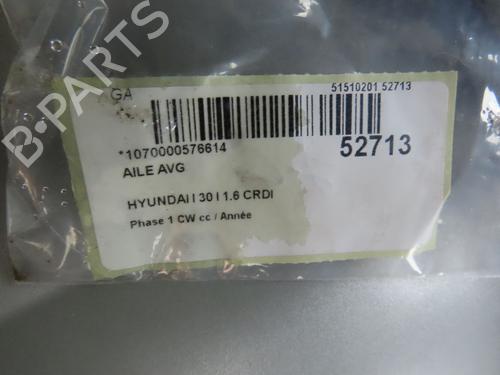 B-PARTS
GA
51510201 52713
*1070000576614
52713
AILE AVG
HYUNDAI I 30 I 1.6 CRDI
Phase 1 CW cc / Année